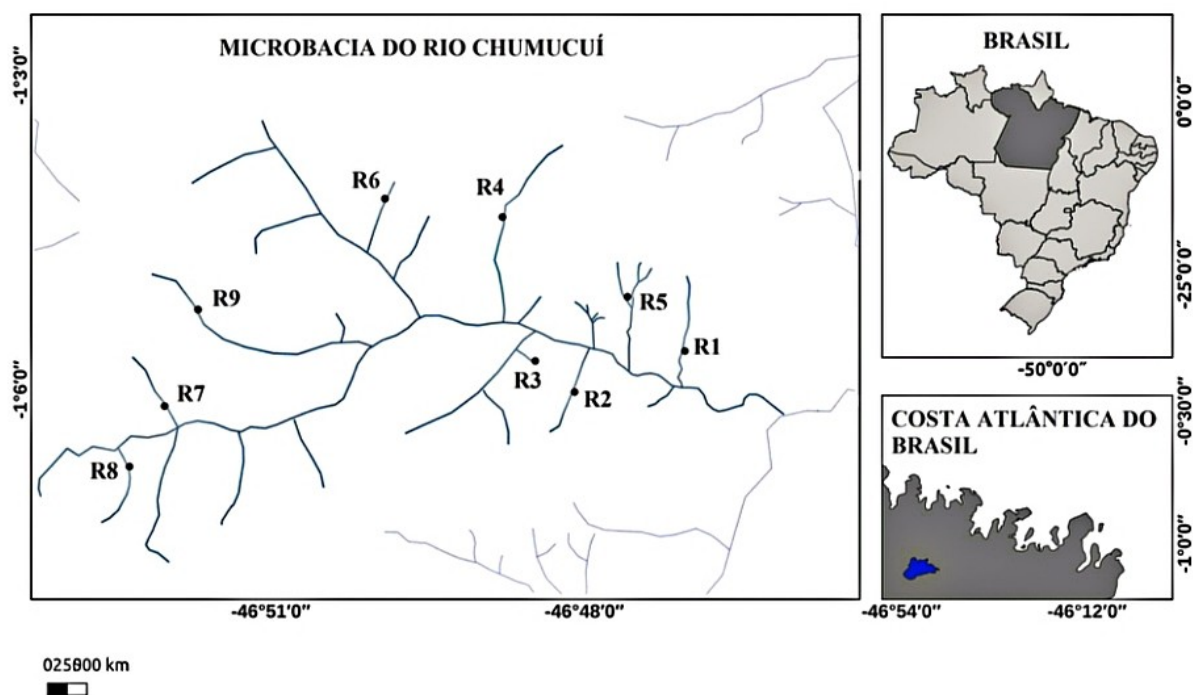 MICROBACIA DO RIO CHUMUCUÍ
BRASIL
-1°3'0"
0°0'0"
-25°0'0"
R6
R4
R9
R5
R1
R3
R2
R7
R8
-1°6'0"
-50°0'0"
-0°30'0"
COSTA ATLÂNTICA DO
BRASIL
-1°0'0"
-46°51'0"
-46°48'0"
-46°54'0"
-46°12'0"
km